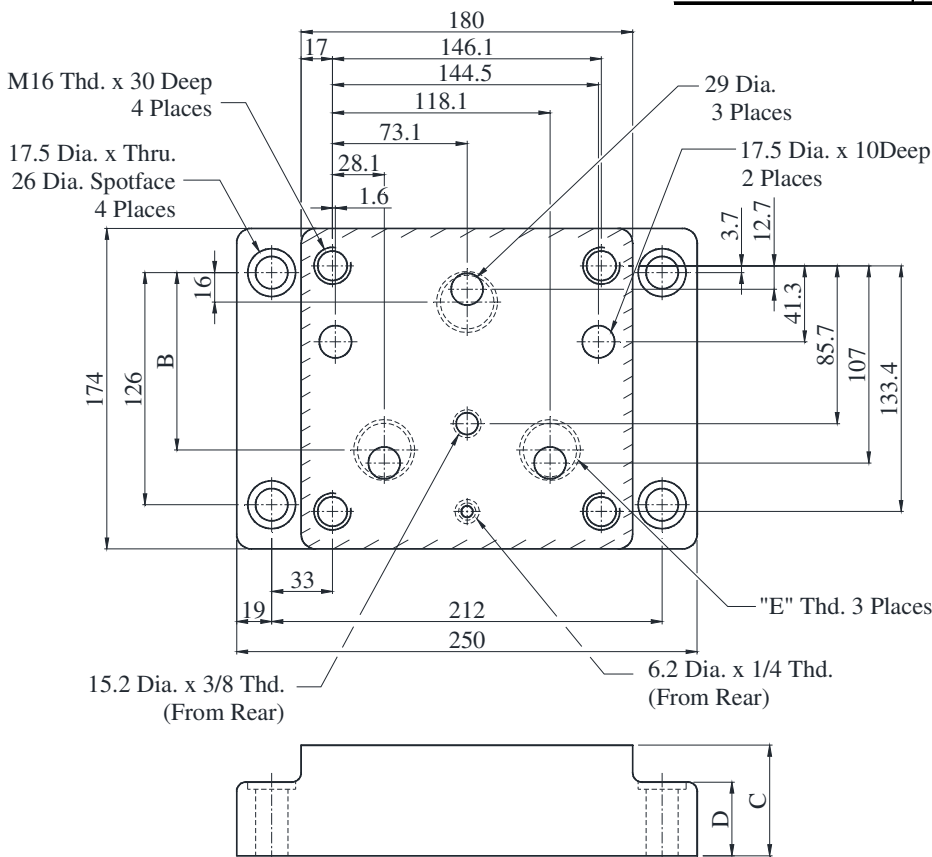 180
17
146.1
M16 Thd. x 30 Deep
4 Places
144.5
29 Dia.
3 Places
118.1
73.1
17.5 Dia. x Thru.
26 Dia. Spotface
4 Places
17.5 Dia. x 10Deep
2 Places
28.1
1.6
3.7
12.7
16
41.3
85.7
107
133.4
B
126
174
33
19
212
"E" Thd. 3 Places
250
15.2 Dia. x 3/8 Thd.
(From Rear)
6.2 Dia. x 1/4 Thd.
(From Rear)
D
C